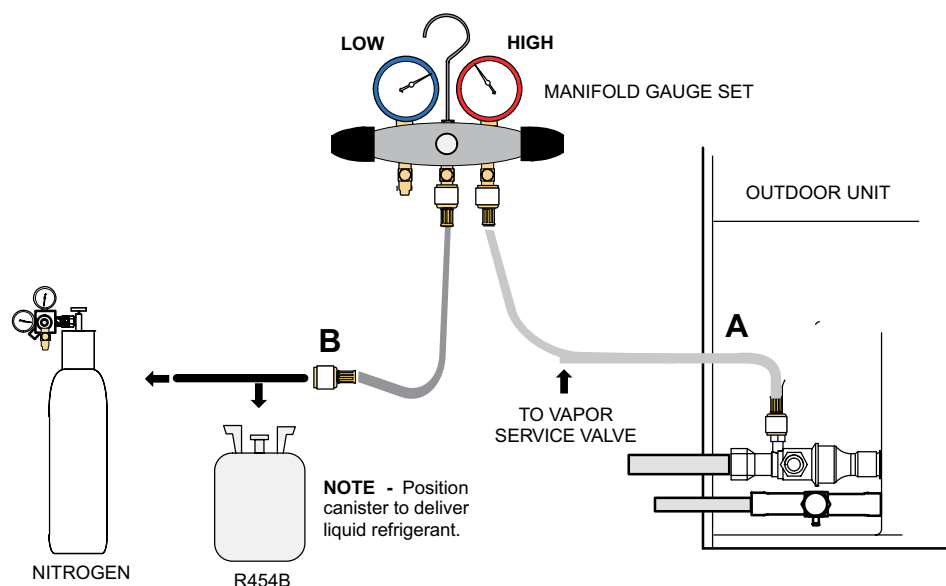 LOW
HIGH
MANIFOLD GAUGE SET
OUTDOOR UNIT
A
B
TO VAPOR
SERVICE VALVE
NOTE - Position
canister to deliver
liquid refrigerant.
NITROGEN
R454B